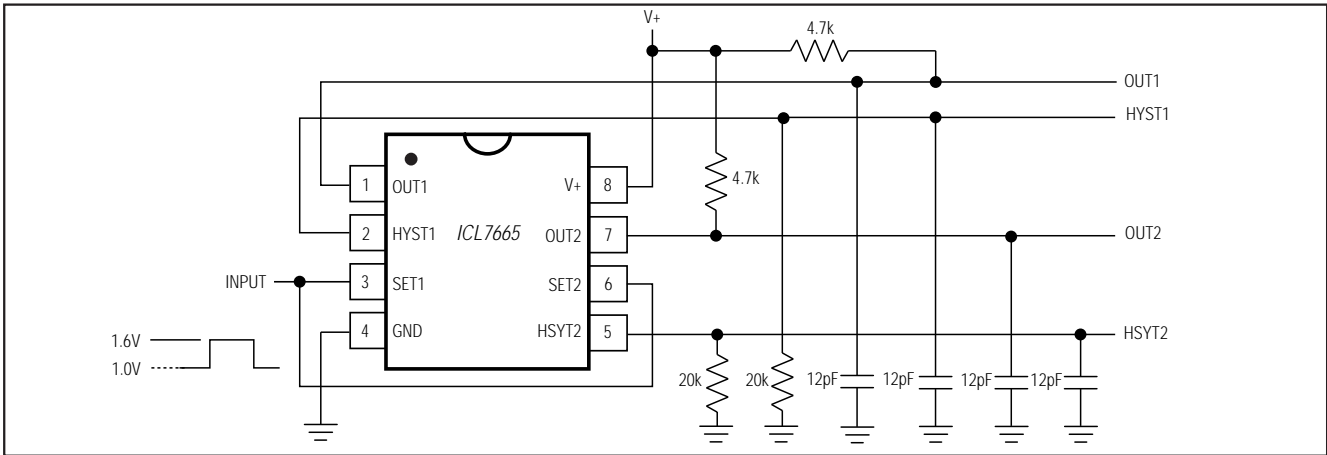 V+
4.7k
OUT1
HYST1
4.7k
1 OUT1
V+ 8
2 HYST1
ICL7665
OUT2 7
OUT2
INPUT
3 SET1
SET2 6
4 GND
HSYT2 5
HSYT2
1.6V
1.0V
20k
20k
12pF
12pF
12pF
12pF